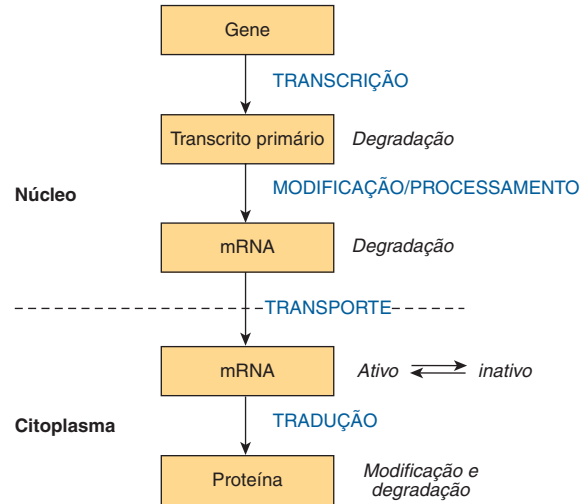 Gene
TRANSCRIÇÃO
Transcrito primário Degradação
MODIFICAÇÃO/PROCESSAMENTO
Núcleo
mRNA Degradação
TRANSPORTE
mRNA Ativo inativo
TRADUÇÃO
Citoplasma
Proteína Modificação e
degradação